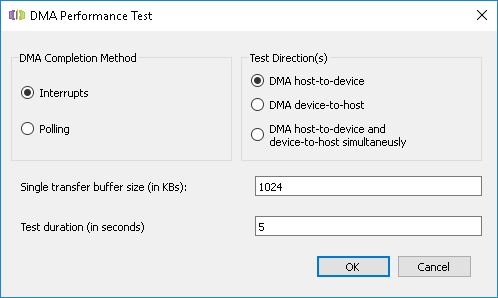 DMA Performance Test
DMA Completion Method
Interrupts
Polling
Test Direction(s)
DMA host-to-device
DMA device-to-host
DMA host-to-device and
device-to-host simultaneusly
Single transfer buffer size (in KBs):
1024
Test duration (in seconds)
5
OK
Cancel